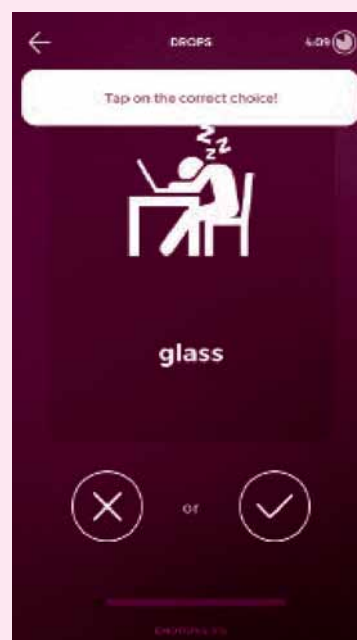 DROPS
4:09
Tap on the correct choice!
z
z
z
z
glass
or